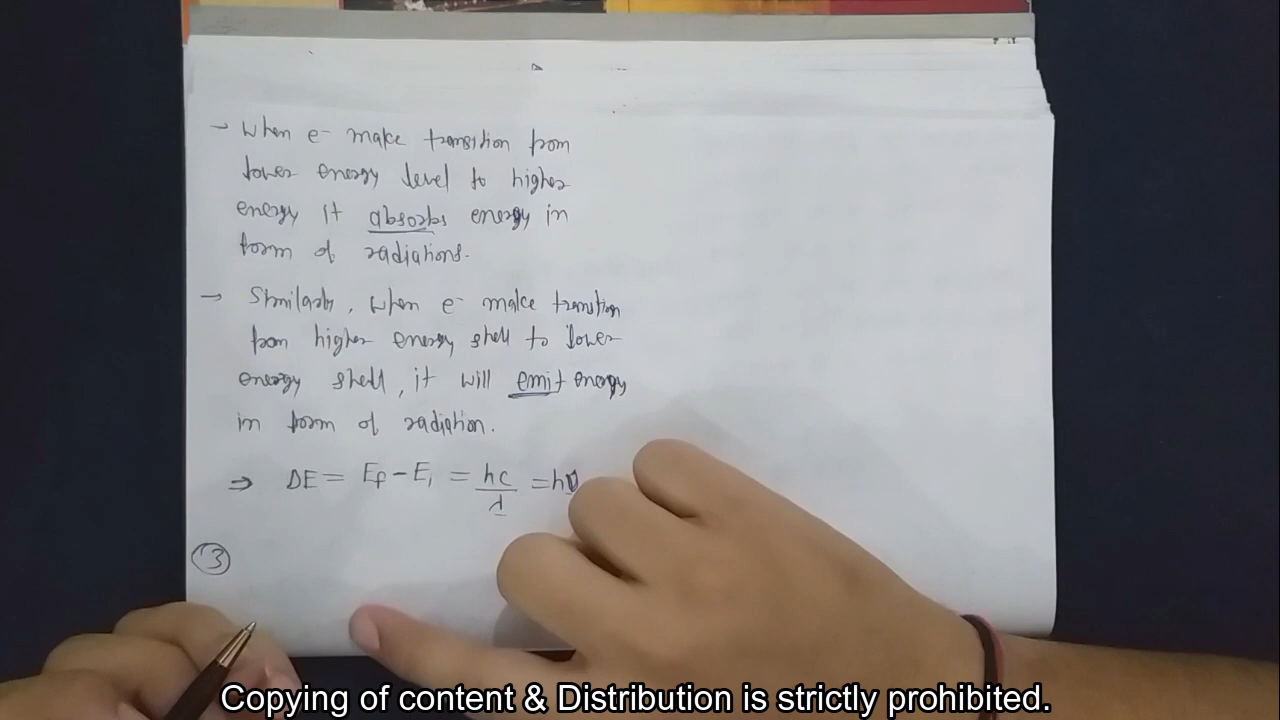 → When e- make transition from
lower energy level to higher
energy it absorbs energy in
form of radiations.
→ Similarly, when e- make transition
from higher energy shell to lower
energy shell, it will emit energy
in form of radiation.
⇒ DE = Ef - Ei = hc/λ = hν
(3)
Copying of content & Distribution is strictly prohibited.